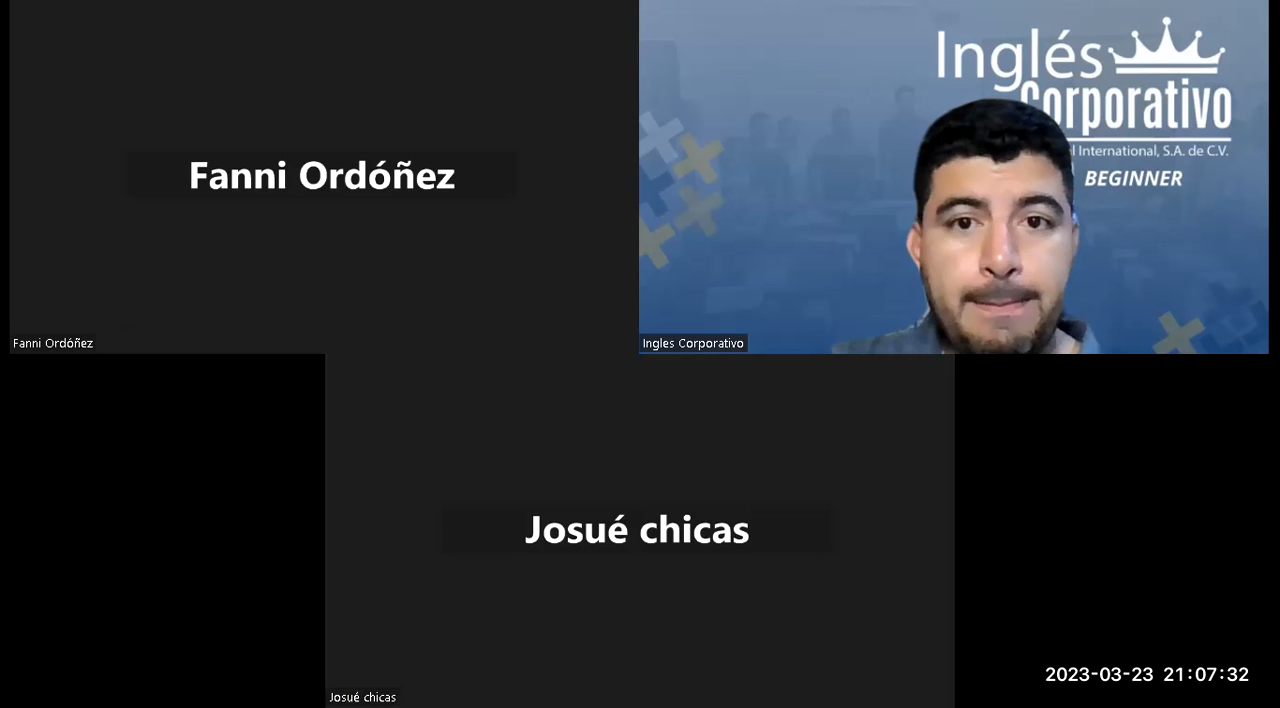 Fanni Ordóñez
Fanni Ordóñez
Inglés
Corporativo
International, S.A. de C.V.
BEGINNER
Ingles Corporativo
Josué chicas
Josué chicas
2023-03-23 21:07:32